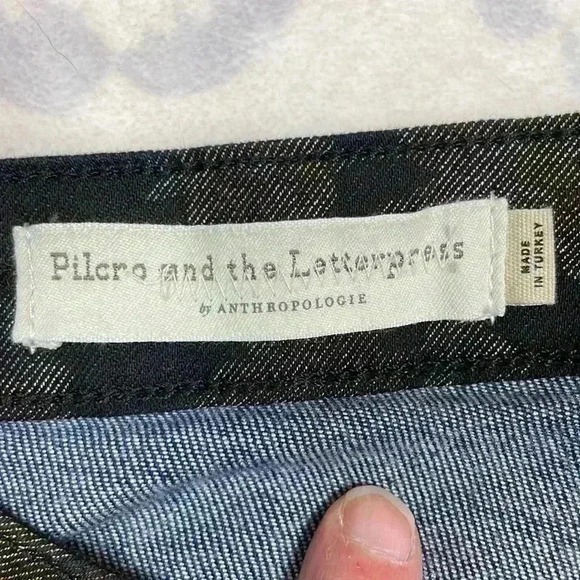 Pilcro and the Letterpress
by ANTHROPOLOGIE
MADE
IN TURKEY